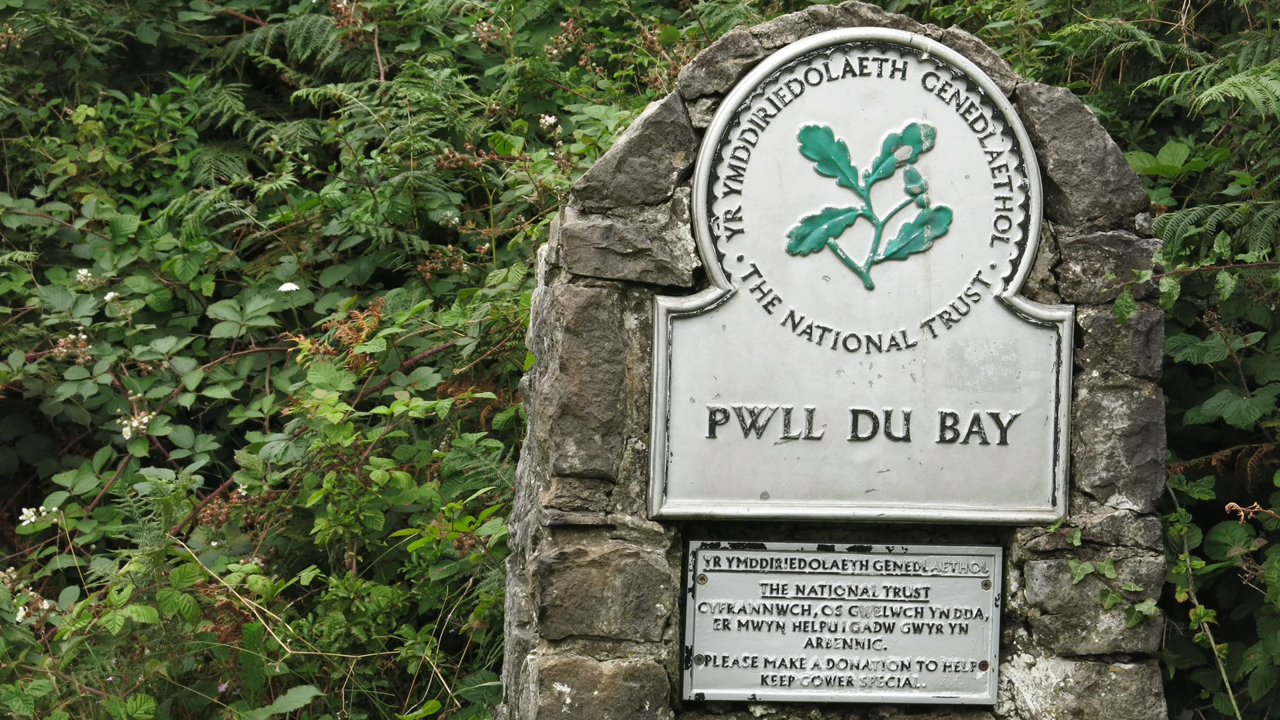 YR YMDDIRIEDOLAETH GENEDLAETHOL
· THE NATIONAL TRUST ·
PWLL DU BAY
YR YMDDIRIEDOLAETH GENEDLAETHOL
THE NATIONAL TRUST
CYFRANNWCH, OS GWELWCH YN DDA,
ER MWYN HELPU I GADW GWYR YN
ARBENNIG.
PLEASE MAKE A DONATION TO HELP
KEEP GOWER SPECIAL.